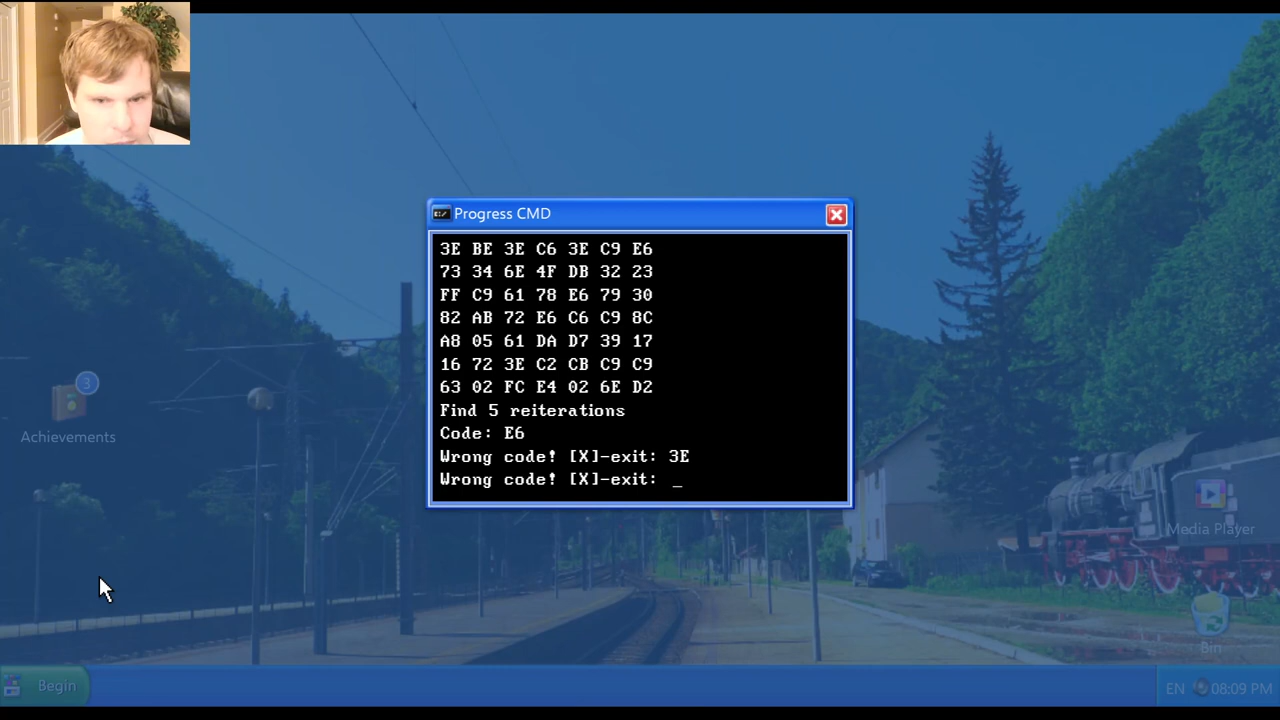 Progress CMD
3E BE 3E C6 3E C9 E6
73 34 6E 4F DB 32 23
FF C9 61 78 E6 79 30
82 AB 72 E6 C6 C9 8C
A8 05 61 DA D7 39 17
16 72 3E C2 CB C9 C9
63 02 FC E4 02 6E D2
Find 5 reiterations
Code: E6
Wrong code! [X]-exit: 3E
Wrong code! [X]-exit: _
3
Achievements
Media Player
Bin
Begin
EN 08:09 PM